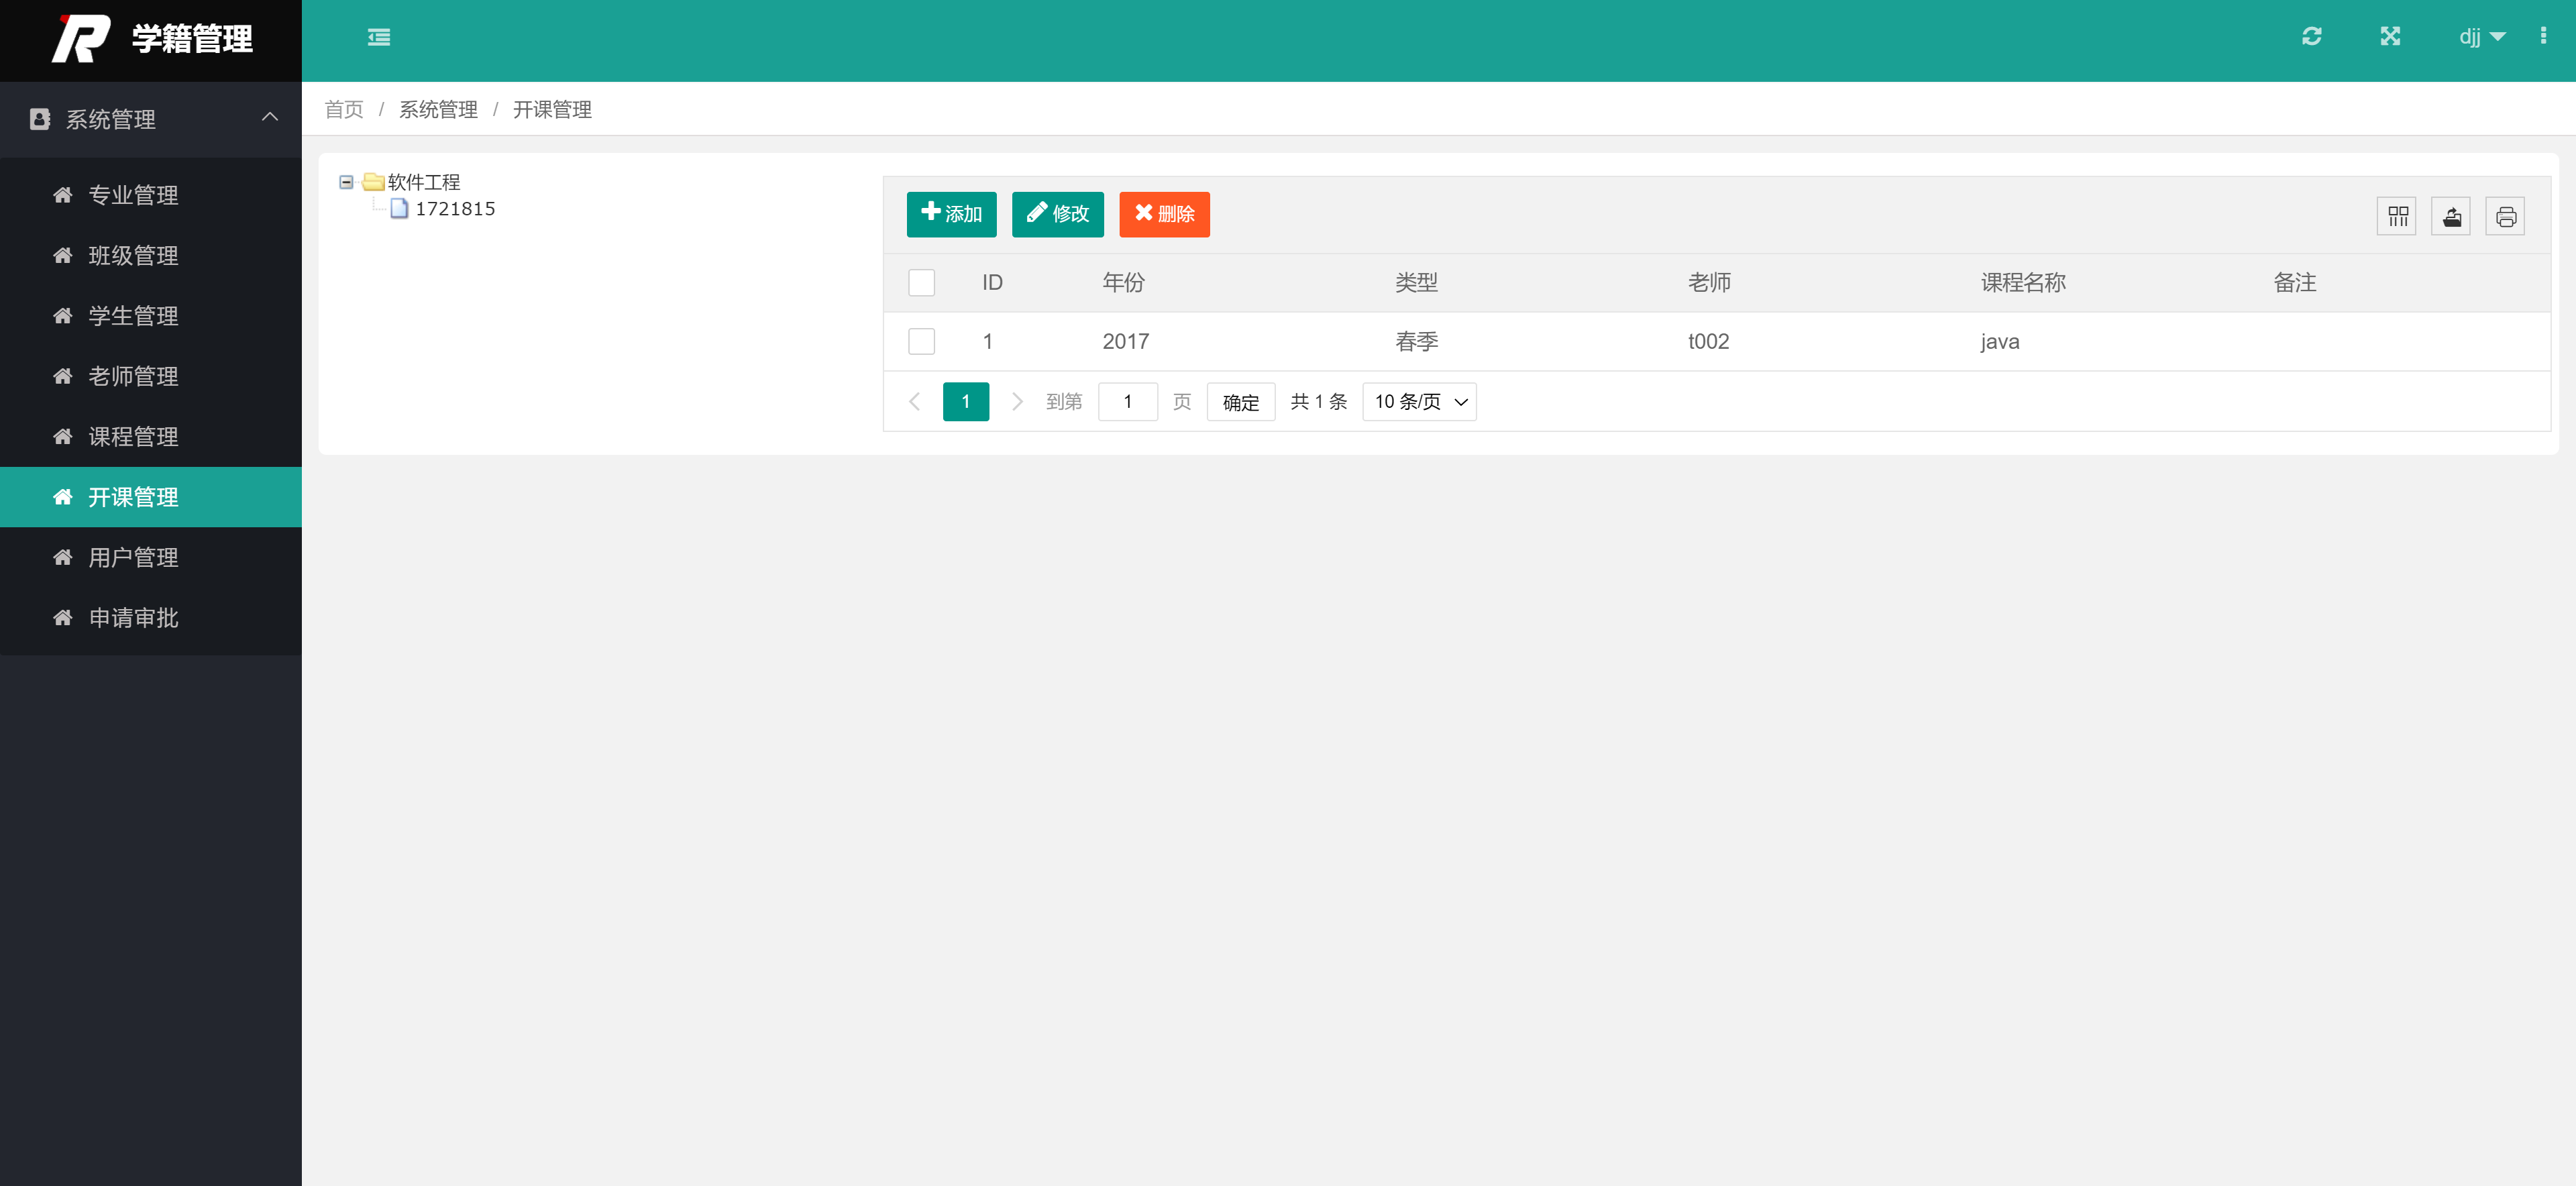 学籍管理
djj
系统管理
专业管理
班级管理
学生管理
老师管理
课程管理
开课管理
用户管理
申请审批
首页 / 系统管理 / 开课管理
软件工程
1721815
添加 修改 删除
ID 年份 类型 老师 课程名称 备注
1 2017 春季 t002 java
1 到第 1 页 确定 共 1 条 10 条/页